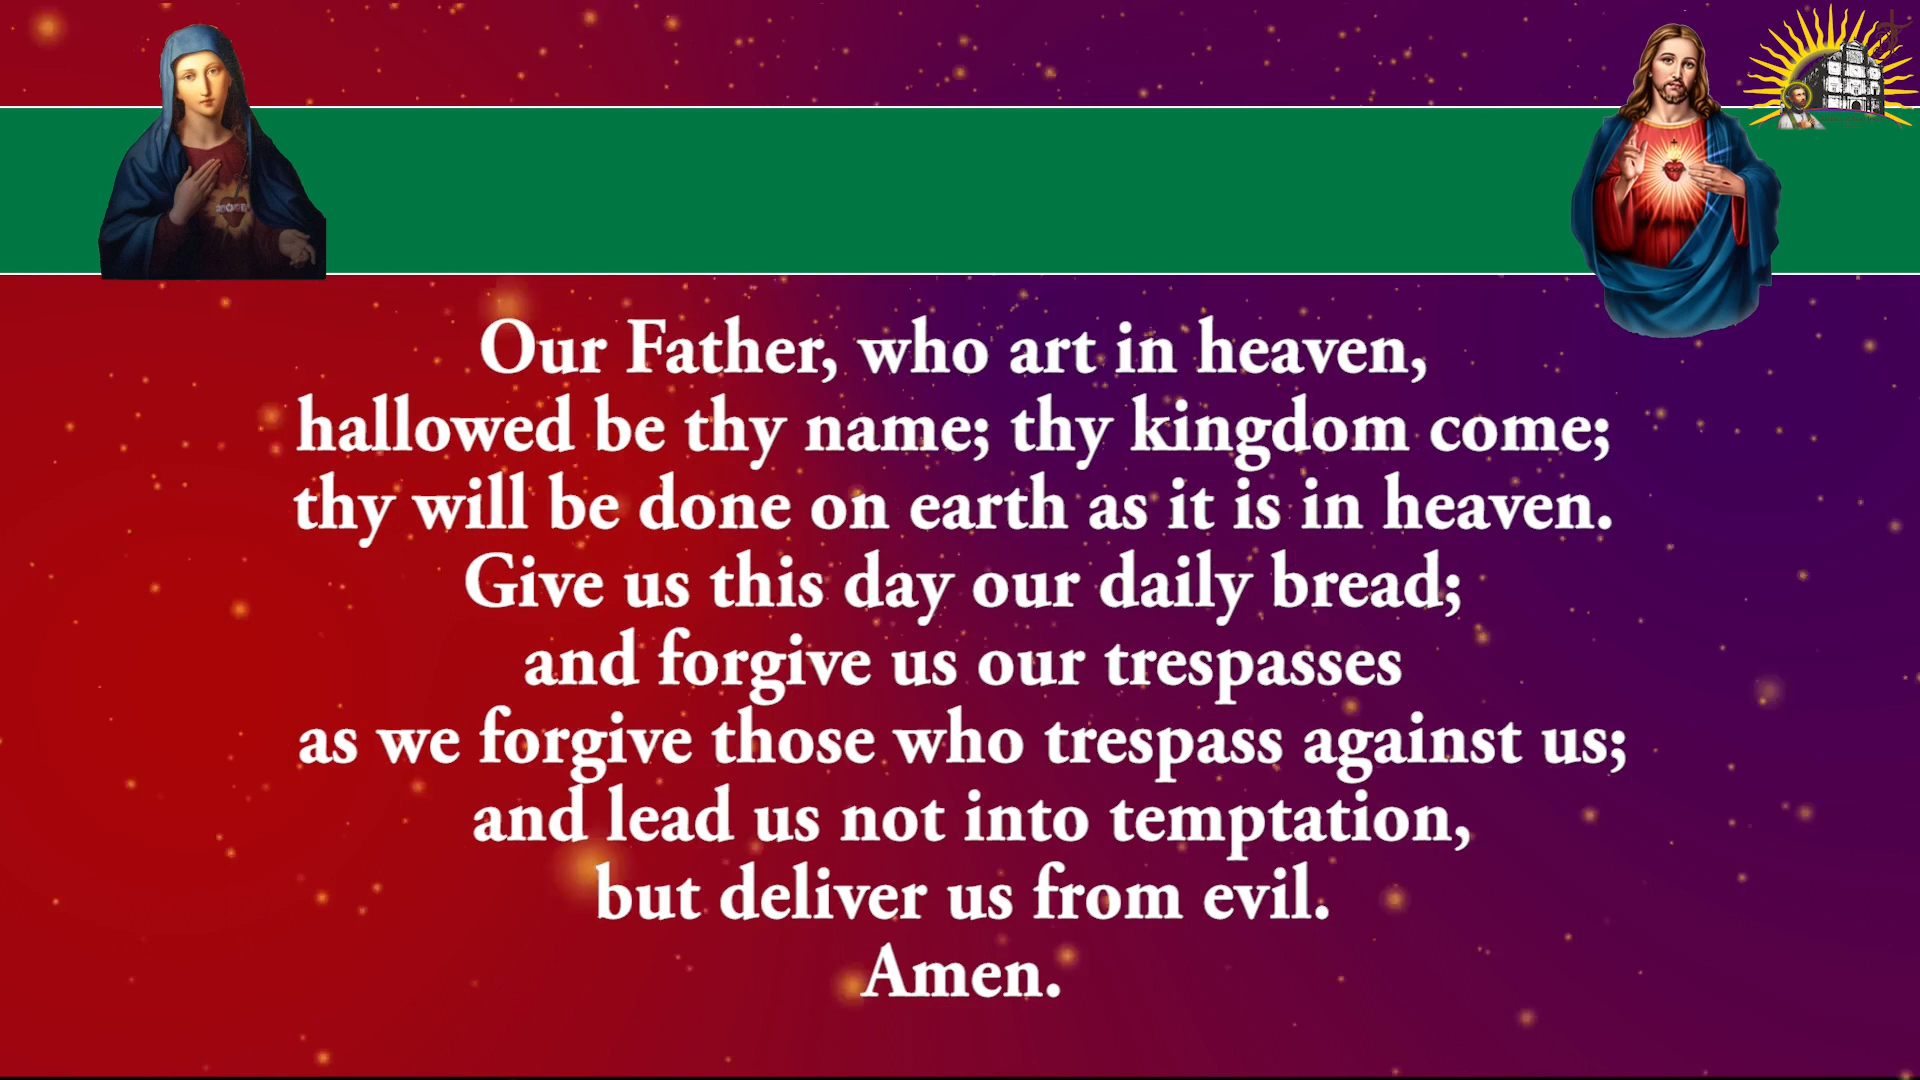 Our Father, who art in heaven,
hallowed be thy name; thy kingdom come;
thy will be done on earth as it is in heaven.
Give us this day our daily bread;
and forgive us our trespasses
as we forgive those who trespass against us;
and lead us not into temptation,
but deliver us from evil.
Amen.